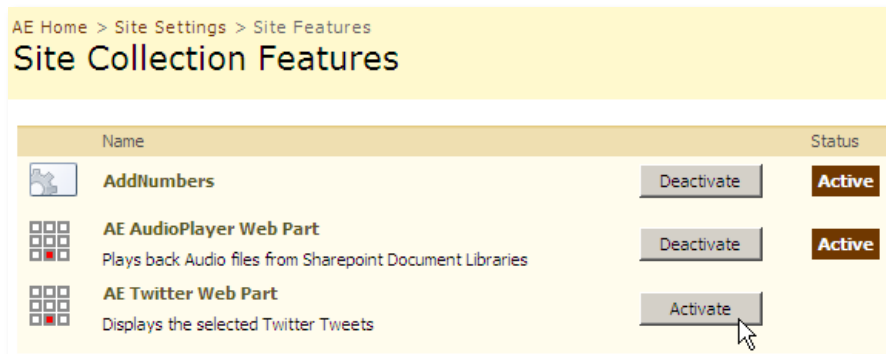 AE Home > Site Settings > Site Features
Site Collection Features
Name Status
AddNumbers Deactivate Active
AE AudioPlayer Web Part
Plays back Audio files from Sharepoint Document Libraries Deactivate Active
AE Twitter Web Part
Displays the selected Twitter Tweets Activate